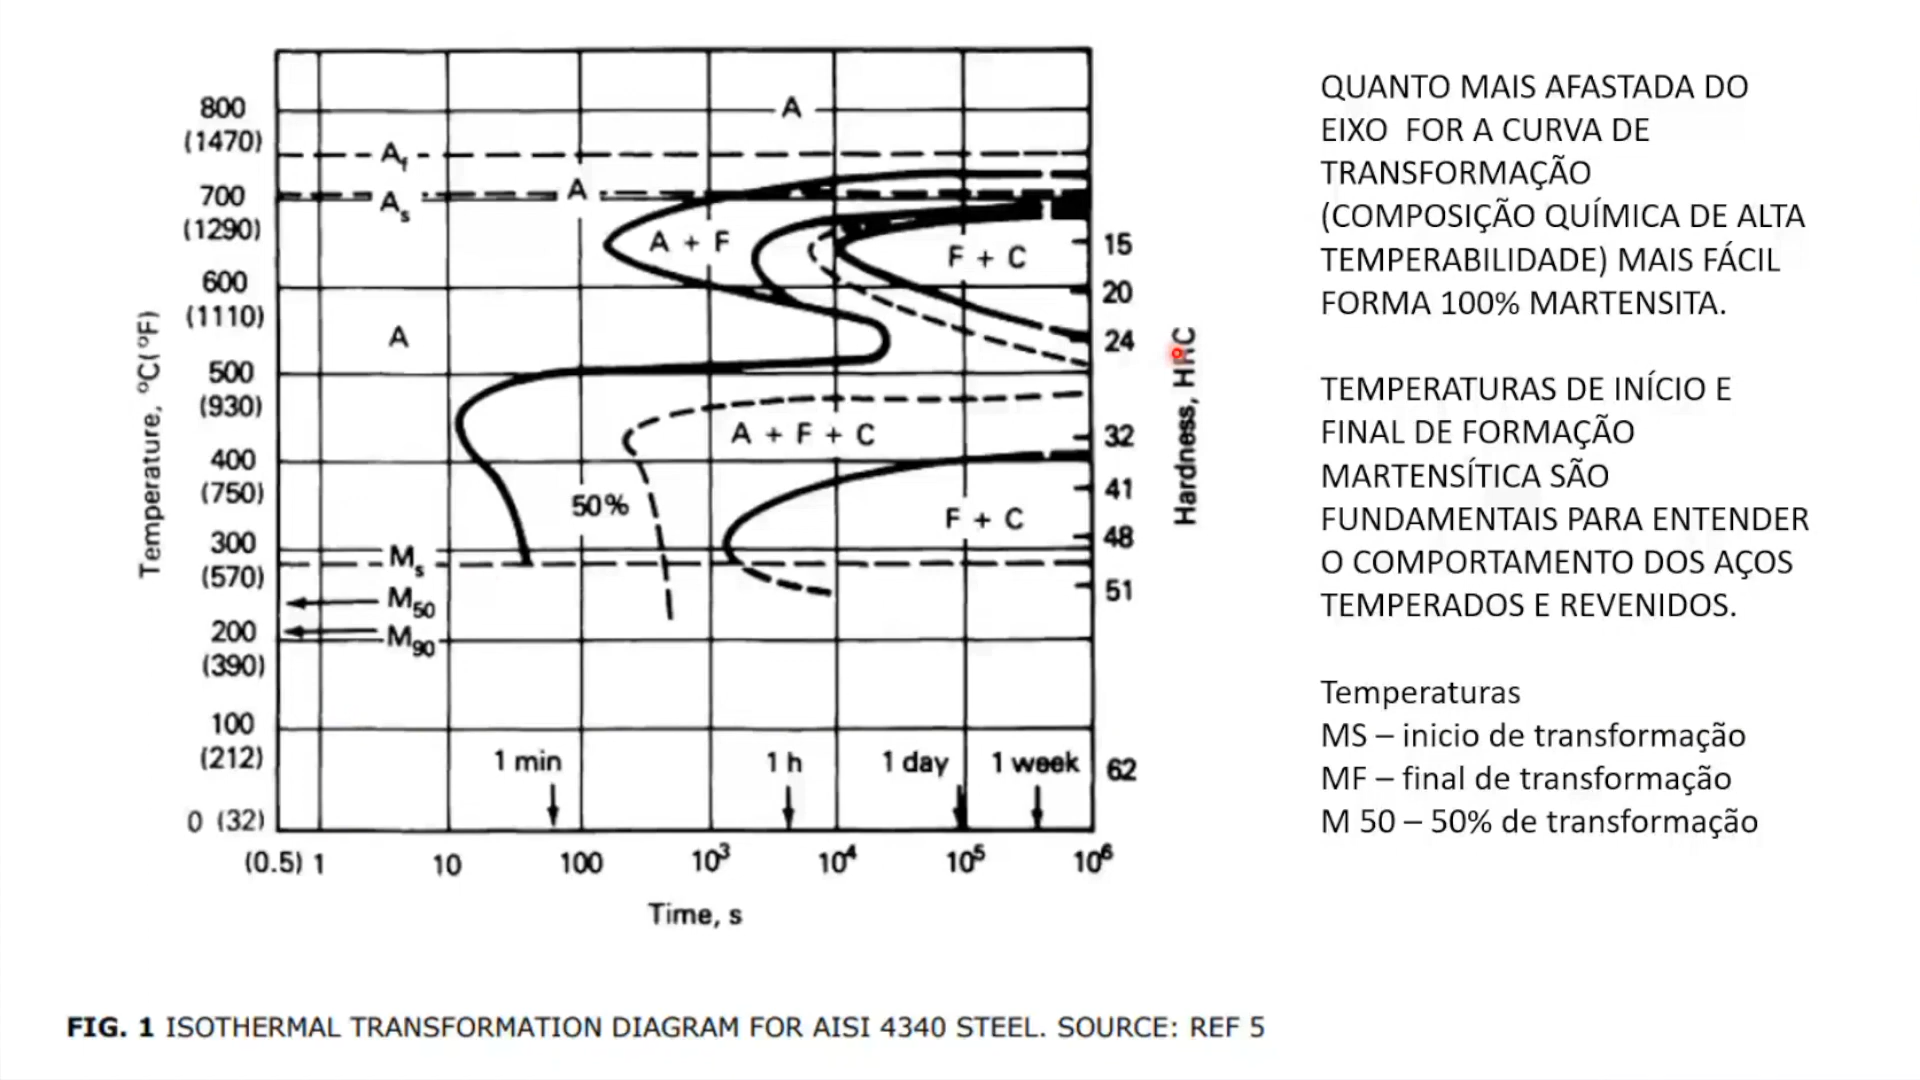 800
(1470)
700
(1290)
600
(1110)
500
(930)
400
(750)
300
(570)
200
(390)
100
(212)
0 (32)
Temperature, ºC(ºF)
A
Af
As
A
A + F
F + C
A
A + F + C
50%
F + C
Ms
M50
M90
1 min
1 h
1 day
1 week
15
20
24
32
41
48
51
62
Hardness, HRC
(0.5) 1 10 100 10³ 10⁴ 10⁵ 10⁶
Time, s
FIG. 1 ISOTHERMAL TRANSFORMATION DIAGRAM FOR AISI 4340 STEEL. SOURCE: REF 5
QUANTO MAIS AFASTADA DO
EIXO FOR A CURVA DE
TRANSFORMAÇÃO
(COMPOSIÇÃO QUÍMICA DE ALTA
TEMPERABILIDADE) MAIS FÁCIL
FORMA 100% MARTENSITA.
TEMPERATURAS DE INÍCIO E
FINAL DE FORMAÇÃO
MARTENSÍTICA SÃO
FUNDAMENTAIS PARA ENTENDER
O COMPORTAMENTO DOS AÇOS
TEMPERADOS E REVENIDOS.
Temperaturas
MS – inicio de transformação
MF – final de transformação
M 50 – 50% de transformação